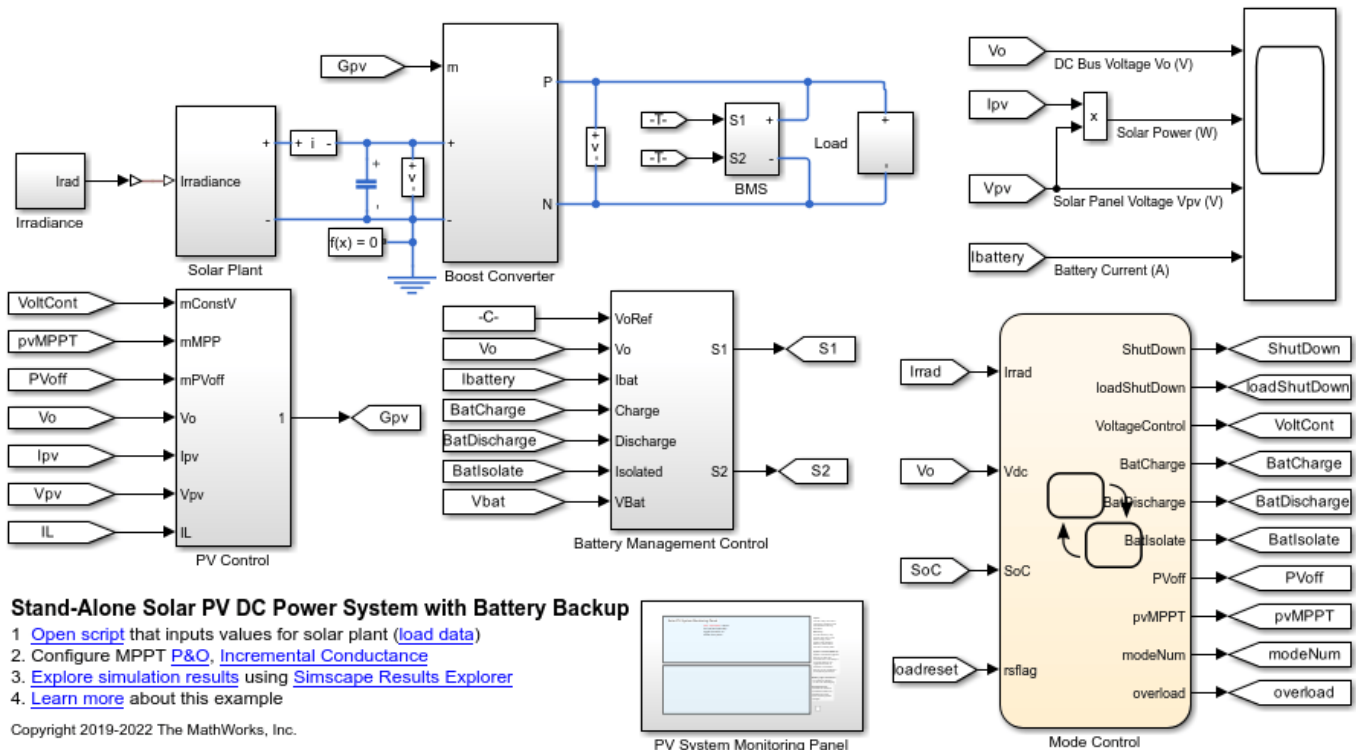 Irad
Irradiance
Irradiance
+
-
Solar Plant
+ i -
+
'
+
v
-
f(x) = 0
Gpv
m
+
-
P
N
Boost Converter
+
v
-
-T-
-T-
S1
S2
+
-
BMS
Load
+
-
Vo
DC Bus Voltage Vo (V)
Ipv
x
Solar Power (W)
Vpv
Solar Panel Voltage Vpv (V)
Ibattery
Battery Current (A)
VoltCont
pvMPPT
PVoff
Vo
Ipv
Vpv
IL
mConstV
mMPP
mPVoff
Vo
Ipv
Vpv
IL
1
Gpv
PV Control
-C-
Vo
Ibattery
BatCharge
BatDischarge
BatIsolate
Vbat
VoRef
Vo
Ibat
Charge
Discharge
Isolated
VBat
S1
S2
S1
S2
Battery Management Control
Irrad
Vo
SoC
loadreset
Irrad
Vdc
SoC
rsflag
ShutDown
loadShutDown
VoltageControl
BatCharge
BatDischarge
BatIsolate
PVoff
pvMPPT
modeNum
overload
ShutDown
loadShutDown
VoltCont
BatCharge
BatDischarge
BatIsolate
PVoff
pvMPPT
modeNum
overload
Mode Control
Stand-Alone Solar PV DC Power System with Battery Backup
1 Open script that inputs values for solar plant (load data)
2. Configure MPPT P&O, Incremental Conductance
3. Explore simulation results using Simscape Results Explorer
4. Learn more about this example
Copyright 2019-2022 The MathWorks, Inc.
PV System Monitoring Panel